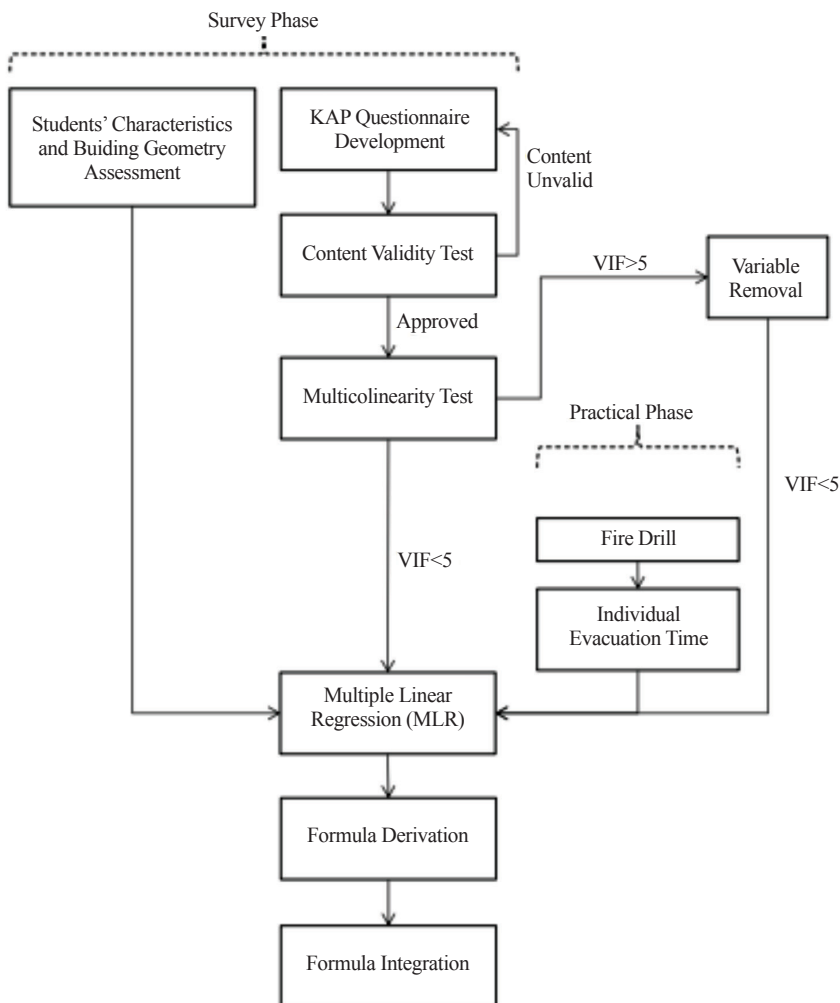 Survey Phase
Students’ Characteristics
and Buiding Geometry
Assessment
KAP Questionnaire
Development
Content
Unvalid
Content Validity Test
VIF>5
Variable
Removal
Approved
Multicolinearity Test
Practical Phase
VIF<5
VIF<5
Fire Drill
Individual
Evacuation Time
Multiple Linear
Regression (MLR)
Formula Derivation
Formula Integration